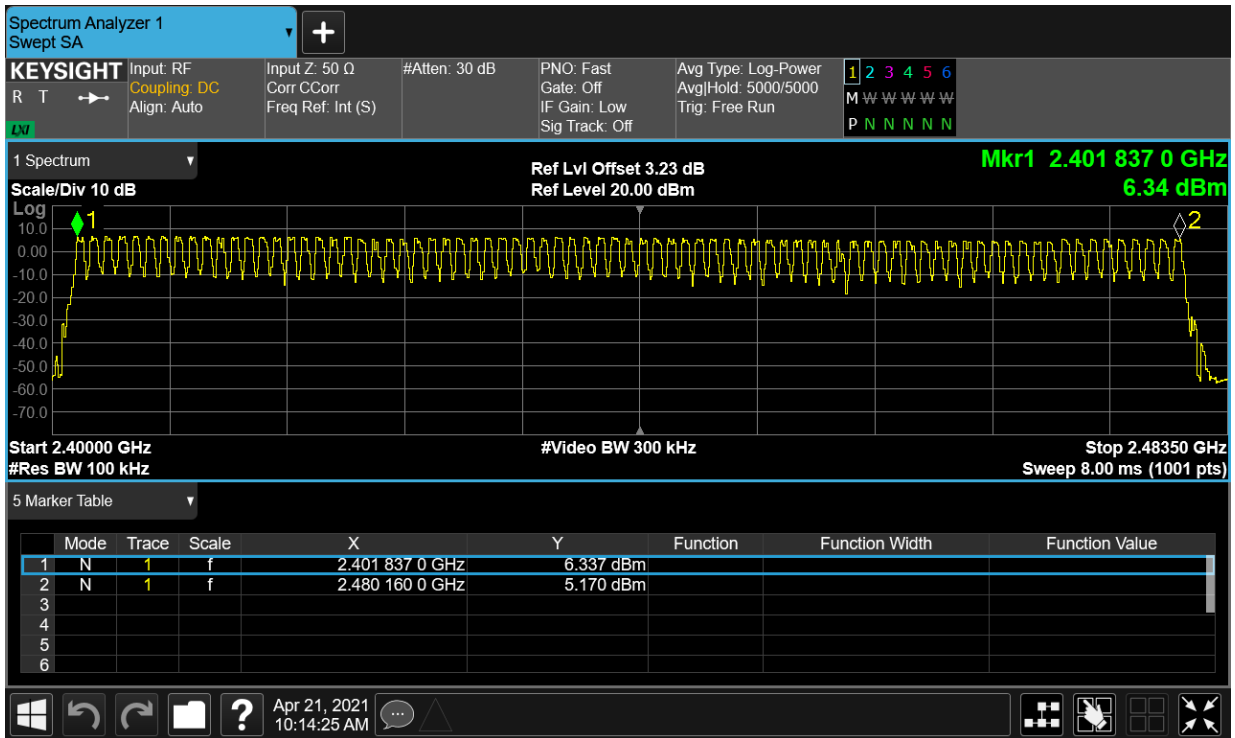 Spectrum Analyzer 1
Swept SA
+
KEYSIGHT
R T
LXI
Input: RF
Coupling: DC
Align: Auto
Input Z: 50 Ω
Corr CCorr
Freq Ref: Int (S)
#Atten: 30 dB
PNO: Fast
Gate: Off
IF Gain: Low
Sig Track: Off
Avg Type: Log-Power
Avg|Hold: 5000/5000
Trig: Free Run
1 2 3 4 5 6
M W W W W W
P N N N N N
1 Spectrum
Scale/Div 10 dB
Ref Lvl Offset 3.23 dB
Ref Level 20.00 dBm
Mkr1 2.401 837 0 GHz
6.34 dBm
Log
10.0
0.00
-10.0
-20.0
-30.0
-40.0
-50.0
-60.0
-70.0
1
2
Start 2.40000 GHz
#Res BW 100 kHz
#Video BW 300 kHz
Stop 2.48350 GHz
Sweep 8.00 ms (1001 pts)
5 Marker Table
Mode Trace Scale X Y Function Function Width Function Value
1 N 1 f 2.401 837 0 GHz 6.337 dBm
2 N 1 f 2.480 160 0 GHz 5.170 dBm
3
4
5
6
?
Apr 21, 2021
10:14:25 AM